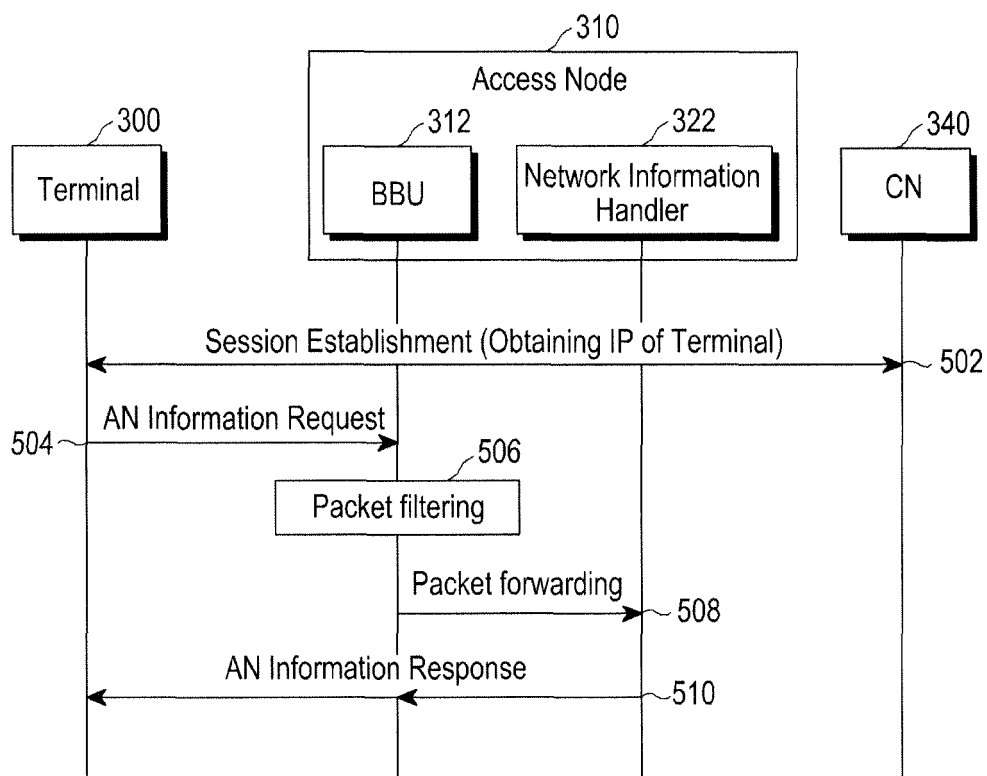 310
Access Node
300
312
322
340
Terminal
BBU
Network Information
Handler
CN
Session Establishment (Obtaining IP of Terminal)
502
AN Information Request
504
506
Packet filtering
Packet forwarding
508
AN Information Response
510